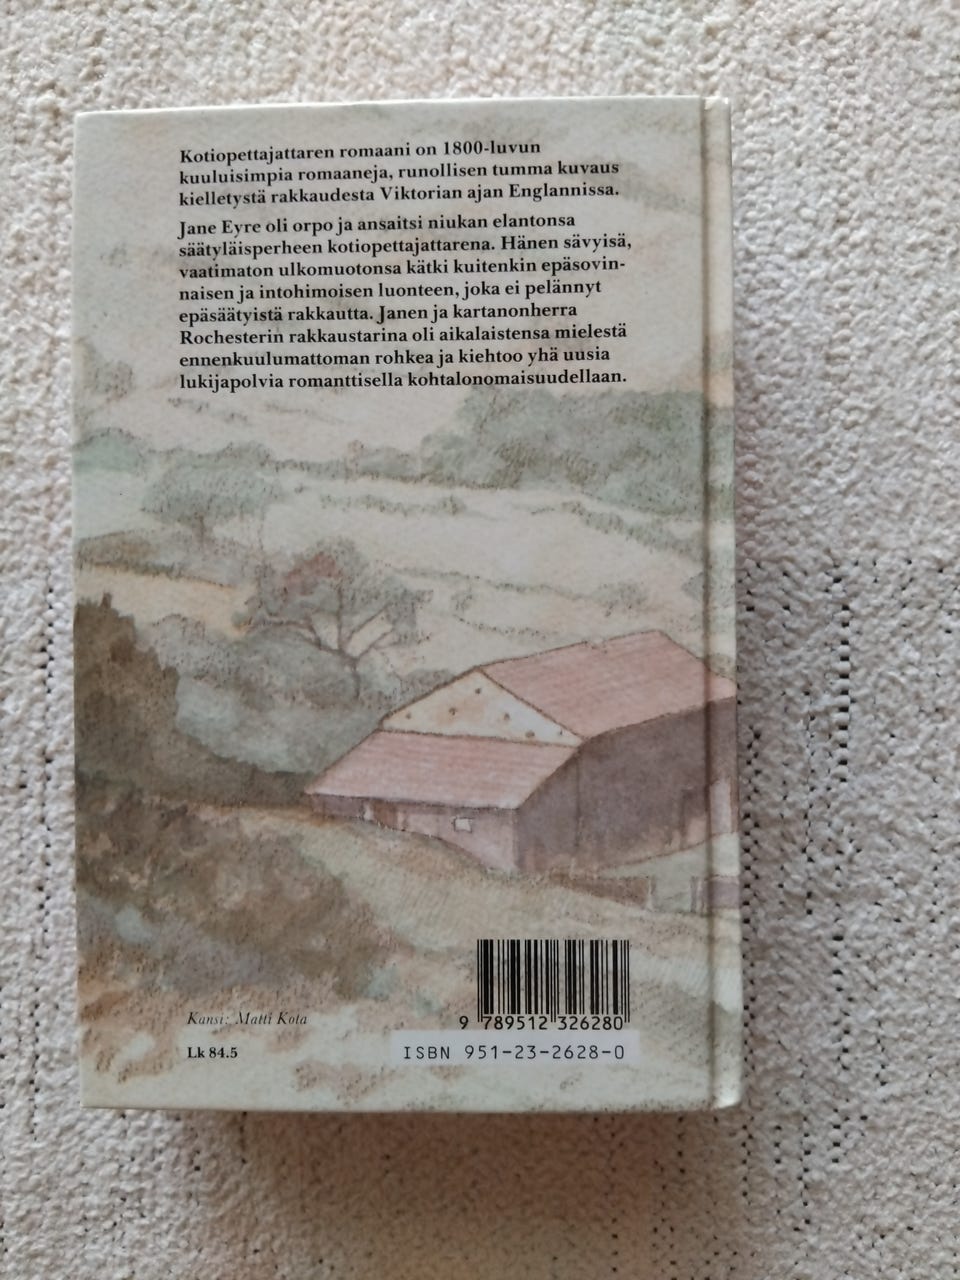 Kotiopettajattaren romaani on 1800-luvun
kuuluisimpia romaaneja, runollisen tumma kuvaus
kielletystä rakkaudesta Viktorian ajan Englannissa.
Jane Eyre oli orpo ja ansaitsi niukan elantonsa
säätyläisperheen kotiopettajattarena. Hänen sävyisä,
vaatimaton ulkomuotonsa kätki kuitenkin epäsovin-
naisen ja intohimoisen luonteen, joka ei pelännyt
epäsäätyistä rakkautta. Janen ja kartanonherra
Rochesterin rakkaustarina oli aikalaistensa mielestä
ennenkuulumattoman rohkea ja kiehtoo yhä uusia
lukijapolvia romanttisella kohtalonomaisuudellaan.
Kansi: Matti Kota
Lk 84.5
9 789512 326280
ISBN 951-23-2628-0